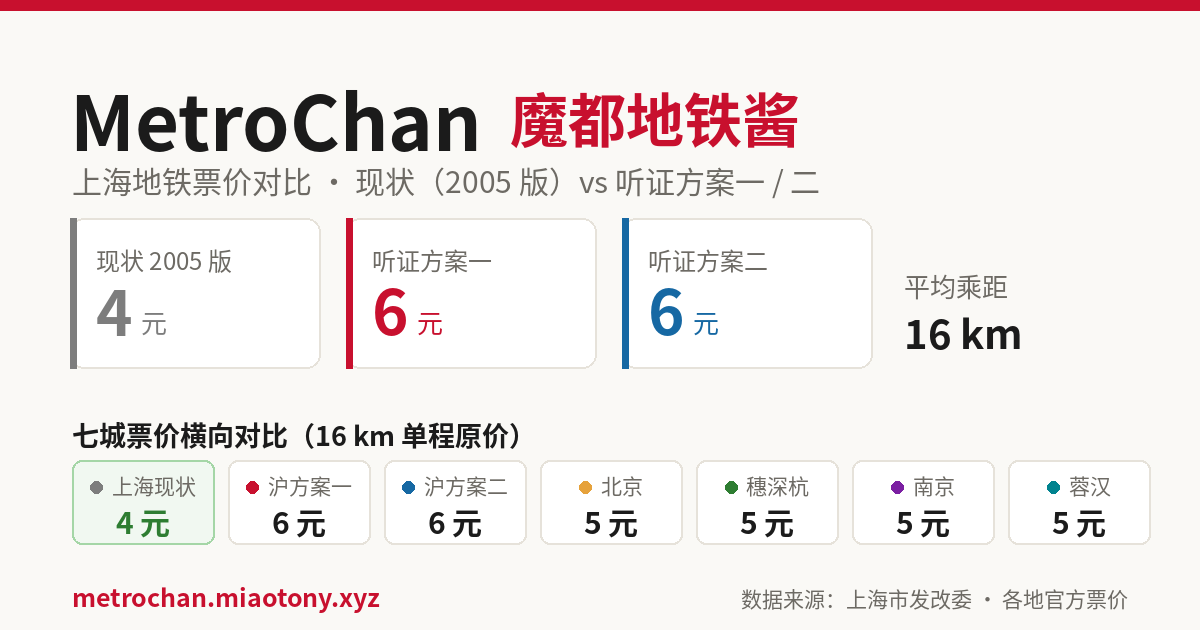 MetroChan 魔都地铁酱
上海地铁票价对比 · 现状（2005 版）vs 听证方案一 / 二
现状 2005 版
4 元
听证方案一
6 元
听证方案二
6 元
平均乘距
16 km
七城票价横向对比（16 km 单程原价）
上海现状
4 元
沪方案一
6 元
沪方案二
6 元
北京
5 元
穗深杭
5 元
南京
5 元
蓉汉
5 元
metrochan.miaotony.xyz
数据来源：上海市发改委 · 各地官方票价